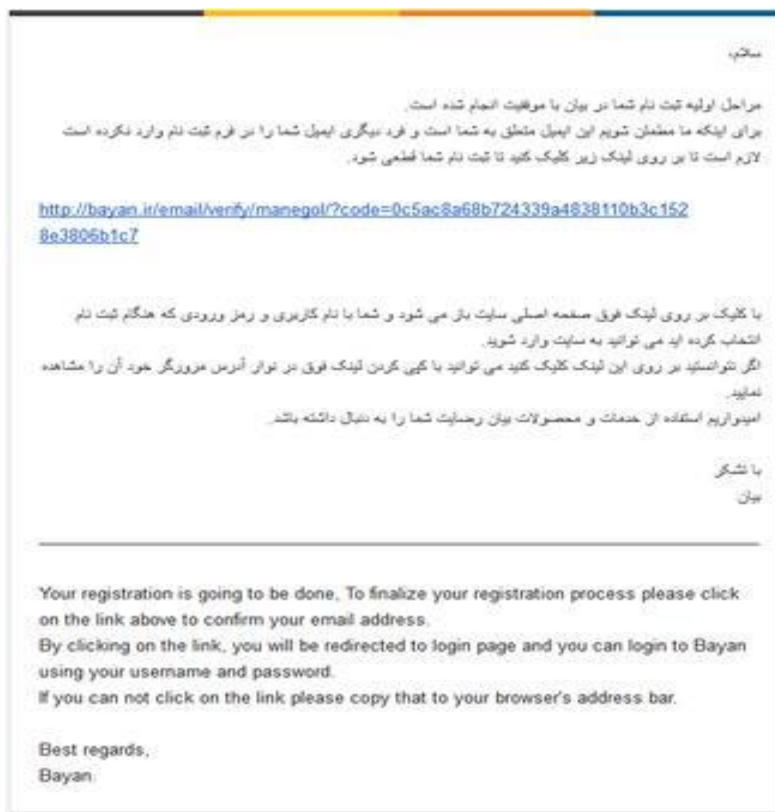 سلام،
مراحل اولیه ثبت نام شما در بیان با موفقیت انجام شده است.
برای اینکه ما مطمئن شویم این ایمیل متعلق به شما است و فرد دیگری ایمیل شما را در فرم ثبت نام وارد نکرده است
لازم است تا بر روی لینک زیر کلیک کنید تا ثبت نام شما قطعی شود.
http://bayan.ir/email/verify/manegol/?code=0c5ac8a68b724339a4838110b3c152
8e3806b1c7
با کلیک بر روی لینک فوق صفحه اصلی سایت باز می شود و شما با نام کاربری و رمز ورودی که هنگام ثبت نام
انتخاب کرده اید می توانید به سایت وارد شوید.
اگر نتوانستید بر روی این لینک کلیک کنید می توانید با کپی کردن لینک فوق در نوار آدرس مرورگر خود آن را مشاهده
نمایید.
امیدواریم استفاده از خدمات و محصولات بیان رضایت شما را به دنبال داشته باشد.
با تشکر
بیان
Your registration is going to be done, To finalize your registration process please click
on the link above to confirm your email address.
By clicking on the link, you will be redirected to login page and you can login to Bayan
using your username and password.
If you can not click on the link please copy that to your browser's address bar.
Best regards,
Bayan